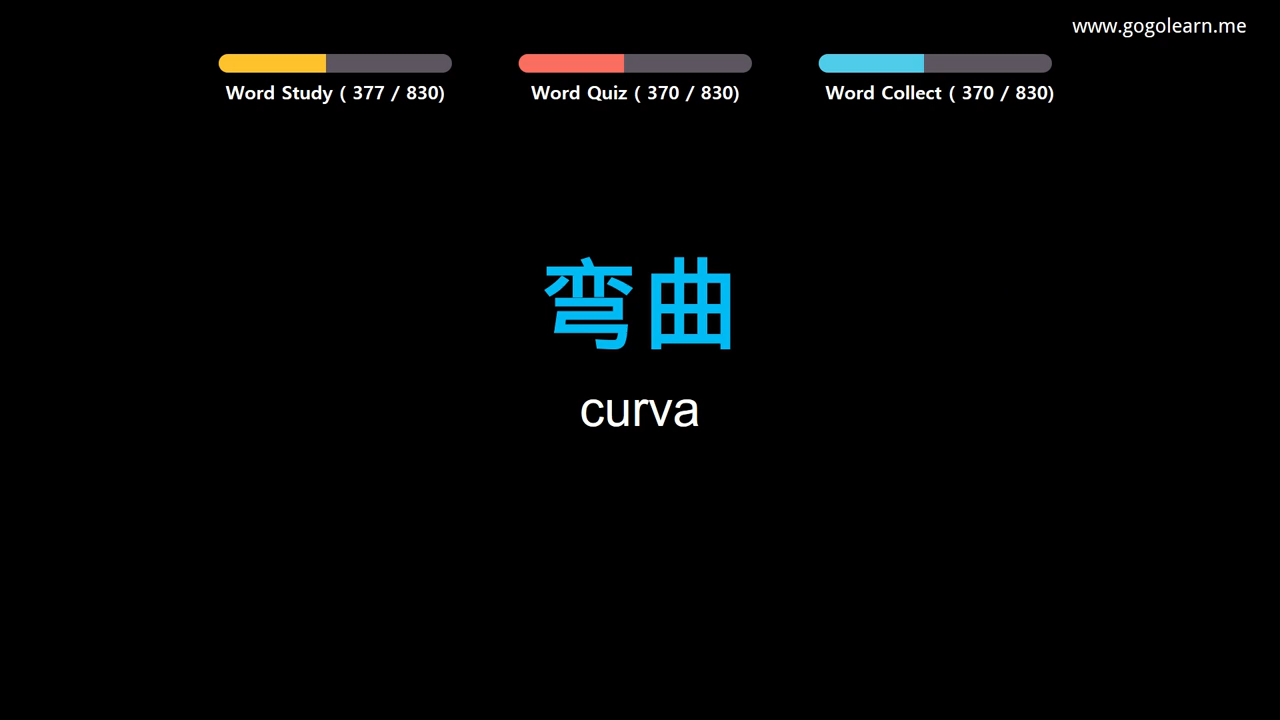 www.gogolearn.me
Word Study ( 377 / 830)
Word Quiz ( 370 / 830)
Word Collect ( 370 / 830)
弯曲
curva